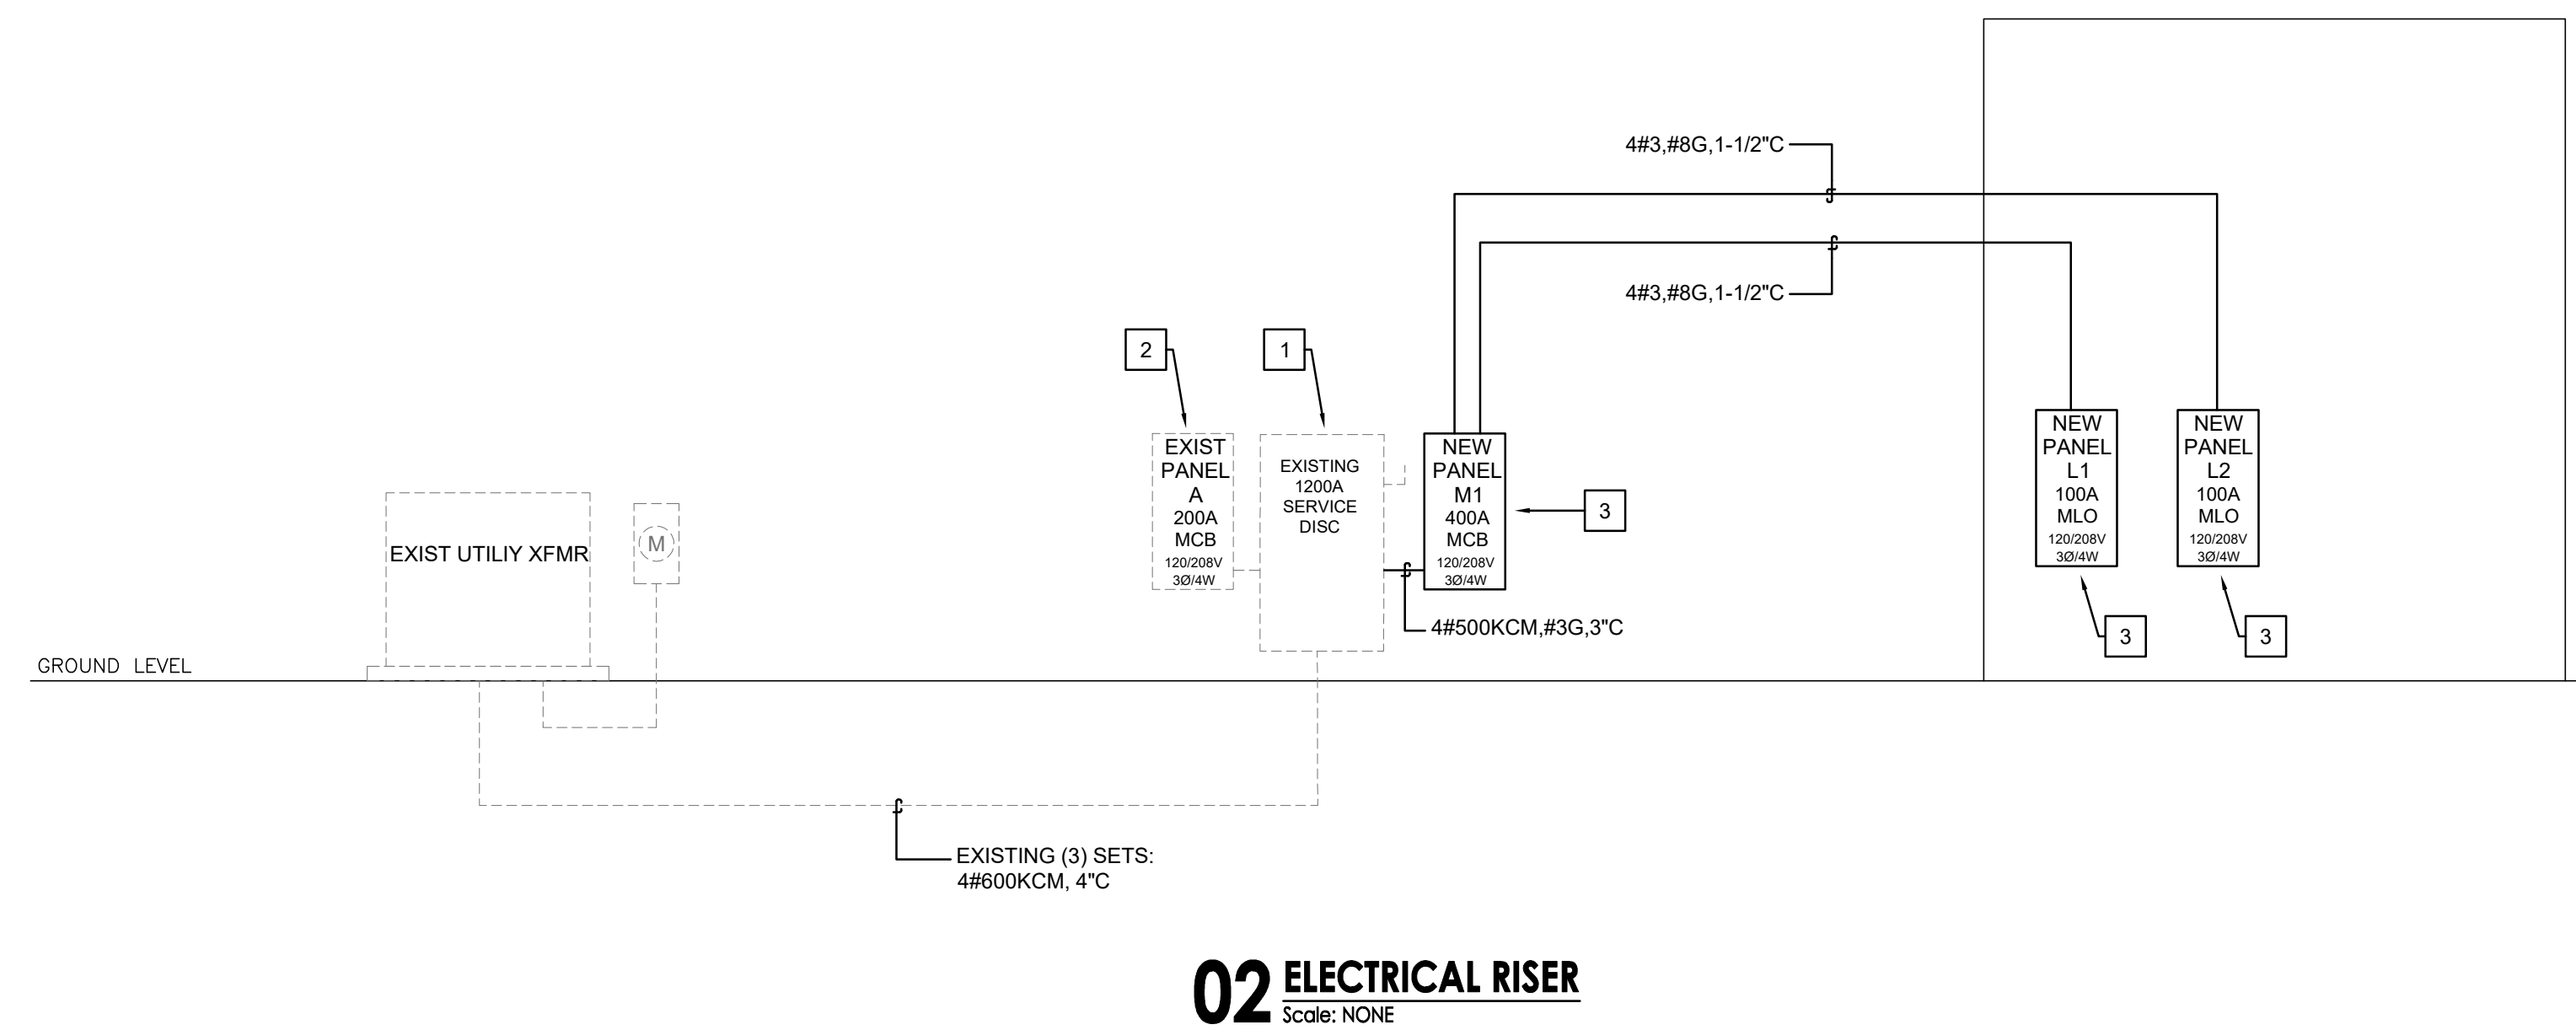 4#3,#8G,1-1/2"C
4#3,#8G,1-1/2"C
2
1
EXIST
PANEL
A
200A
MCB
120/208V
3Ø/4W
EXISTING
1200A
SERVICE
DISC
NEW
PANEL
M1
400A
MCB
120/208V
3Ø/4W
3
NEW
PANEL
L1
100A
MLO
120/208V
3Ø/4W
NEW
PANEL
L2
100A
MLO
120/208V
3Ø/4W
EXIST UTILIY XFMR
M
4#500KCM,#3G,3"C
3
3
GROUND LEVEL
EXISTING (3) SETS:
4#600KCM, 4"C
02 ELECTRICAL RISER
Scale: NONE